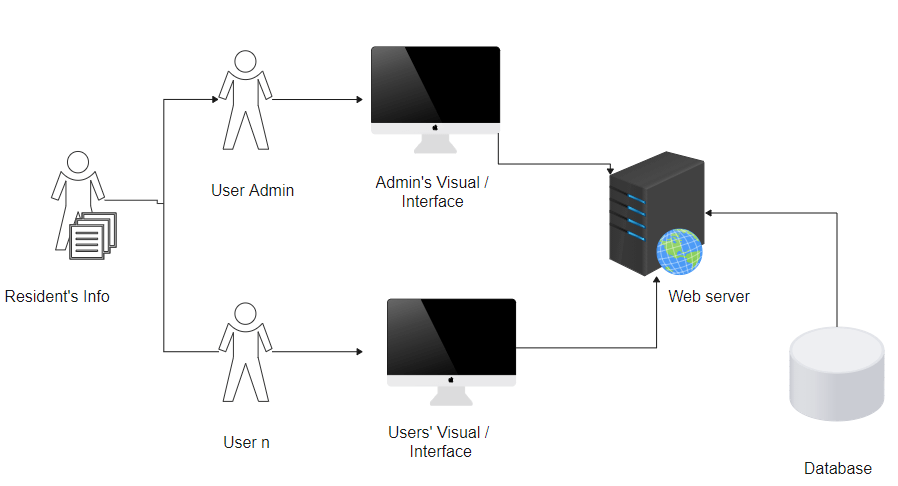 User Admin
Admin's Visual /
Interface
Resident's Info
Web server
User n
Users' Visual /
Interface
Database